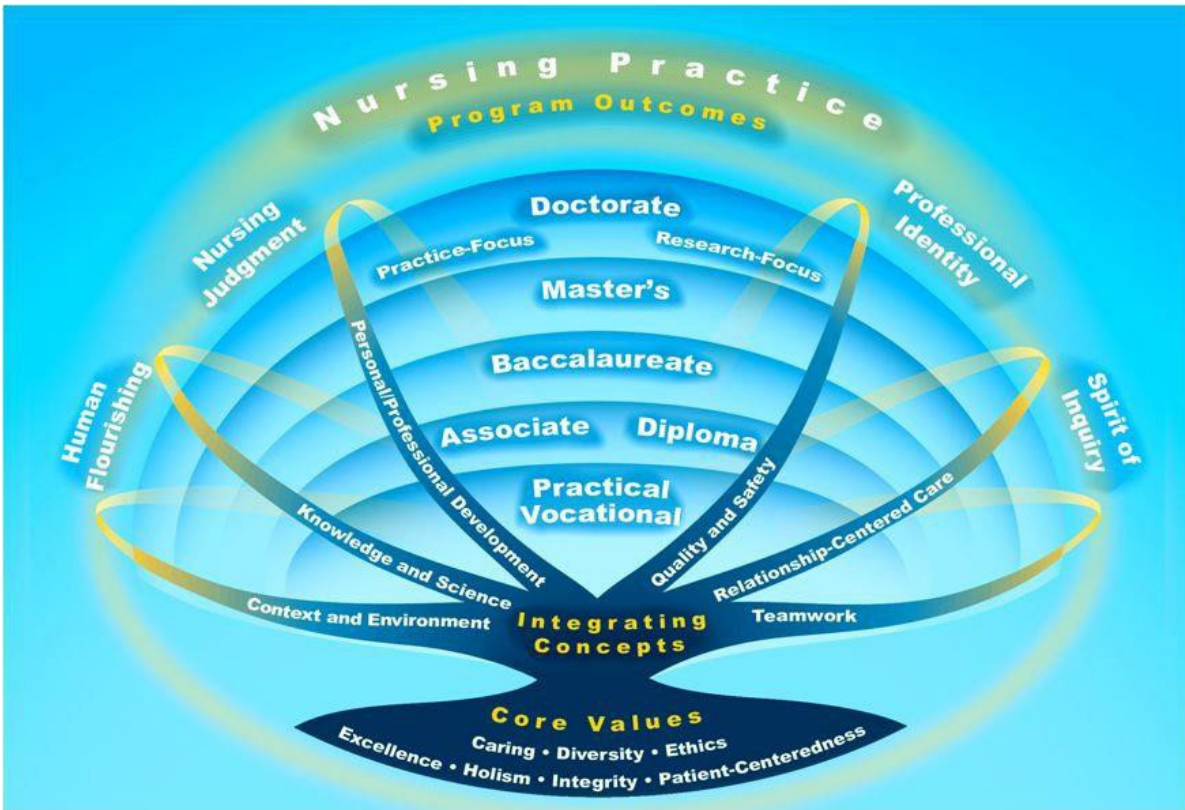 Nursing Practice
Program Outcomes
Nursing
Judgment
Professional
Identity
Human
Flourishing
Spirit of
Inquiry
Doctorate
Practice-Focus
Research-Focus
Master's
Baccalaureate
Associate
Diploma
Practical
Vocational
Personal/Professional Development
Quality and Safety
Knowledge and Science
Relationship-Centered Care
Context and Environment
Teamwork
Integrating
Concepts
Core Values
Caring • Diversity • Ethics
Excellence • Holism • Integrity • Patient-Centeredness